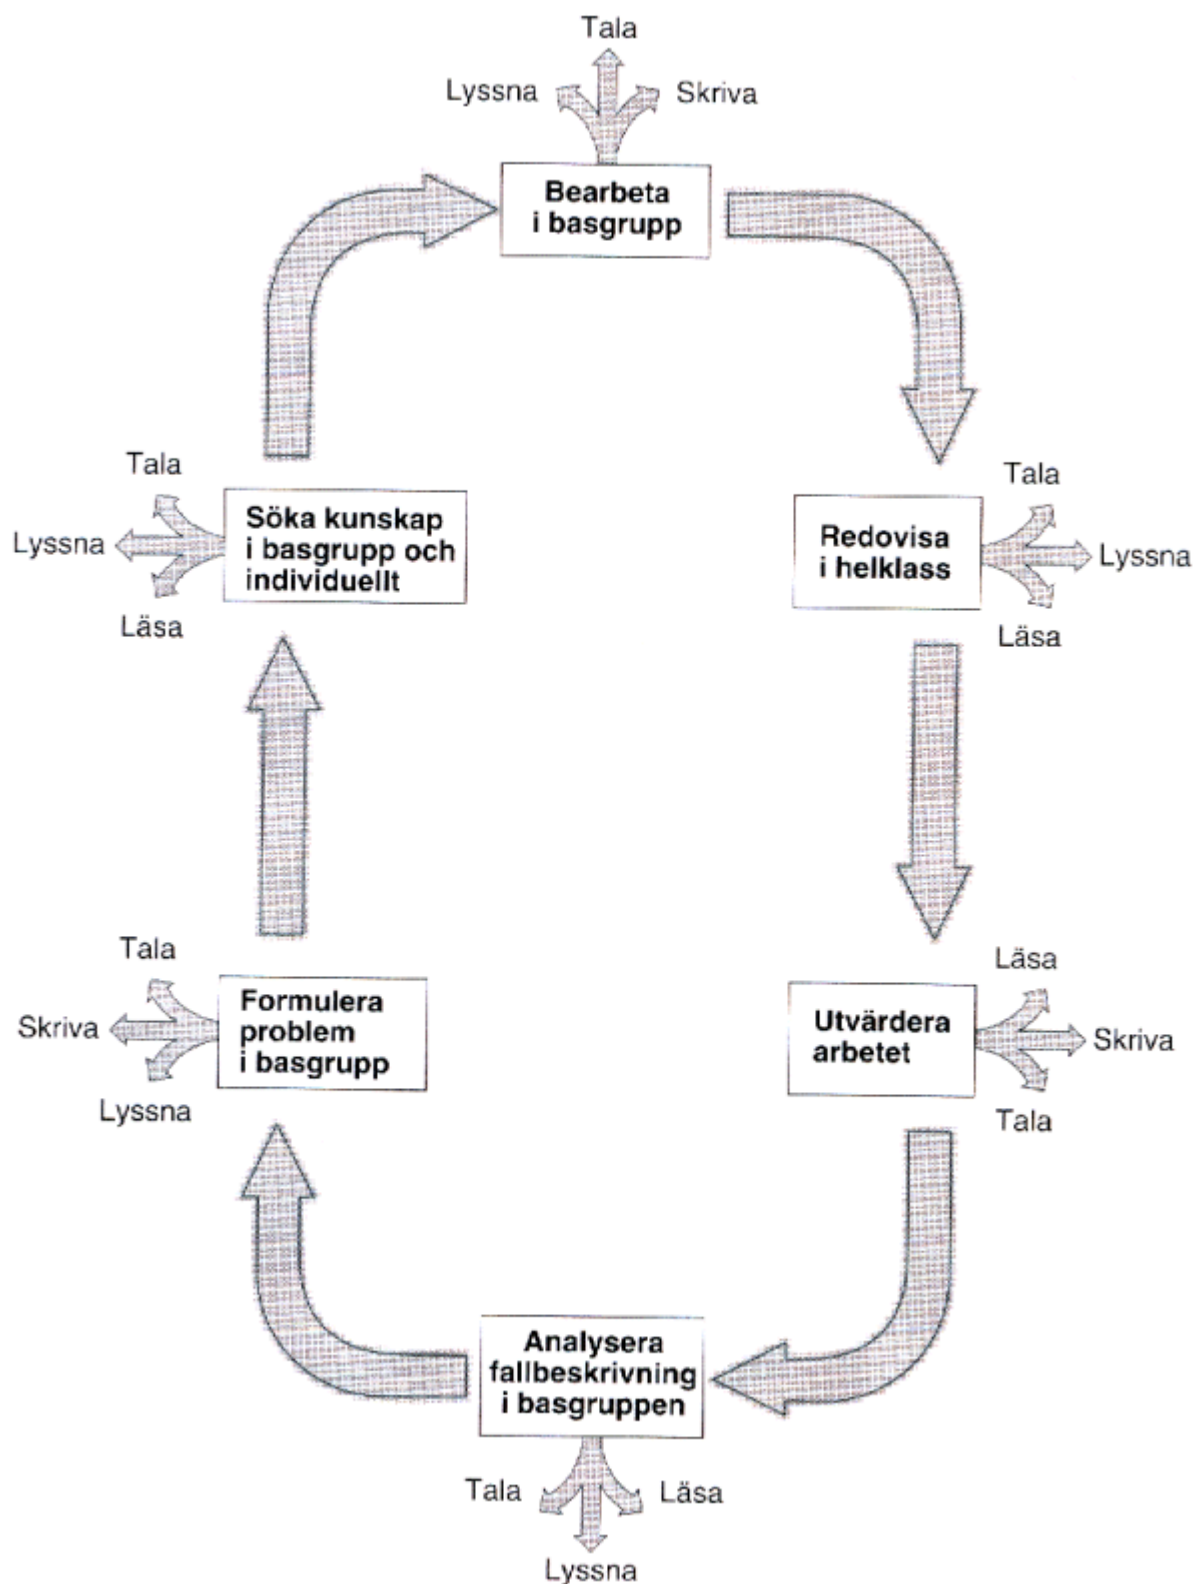 Tala
Lyssna
Skriva
Bearbeta
i basgrupp
Tala
Lyssna
Läsa
Söka kunskap
i basgrupp och
individuellt
Redovisa
i helklass
Tala
Lyssna
Läsa
Tala
Skriva
Lyssna
Formulera
problem
i basgrupp
Utvärdera
arbetet
Läsa
Skriva
Tala
Analysera
fallbeskrivning
i basgruppen
Tala
Läsa
Lyssna